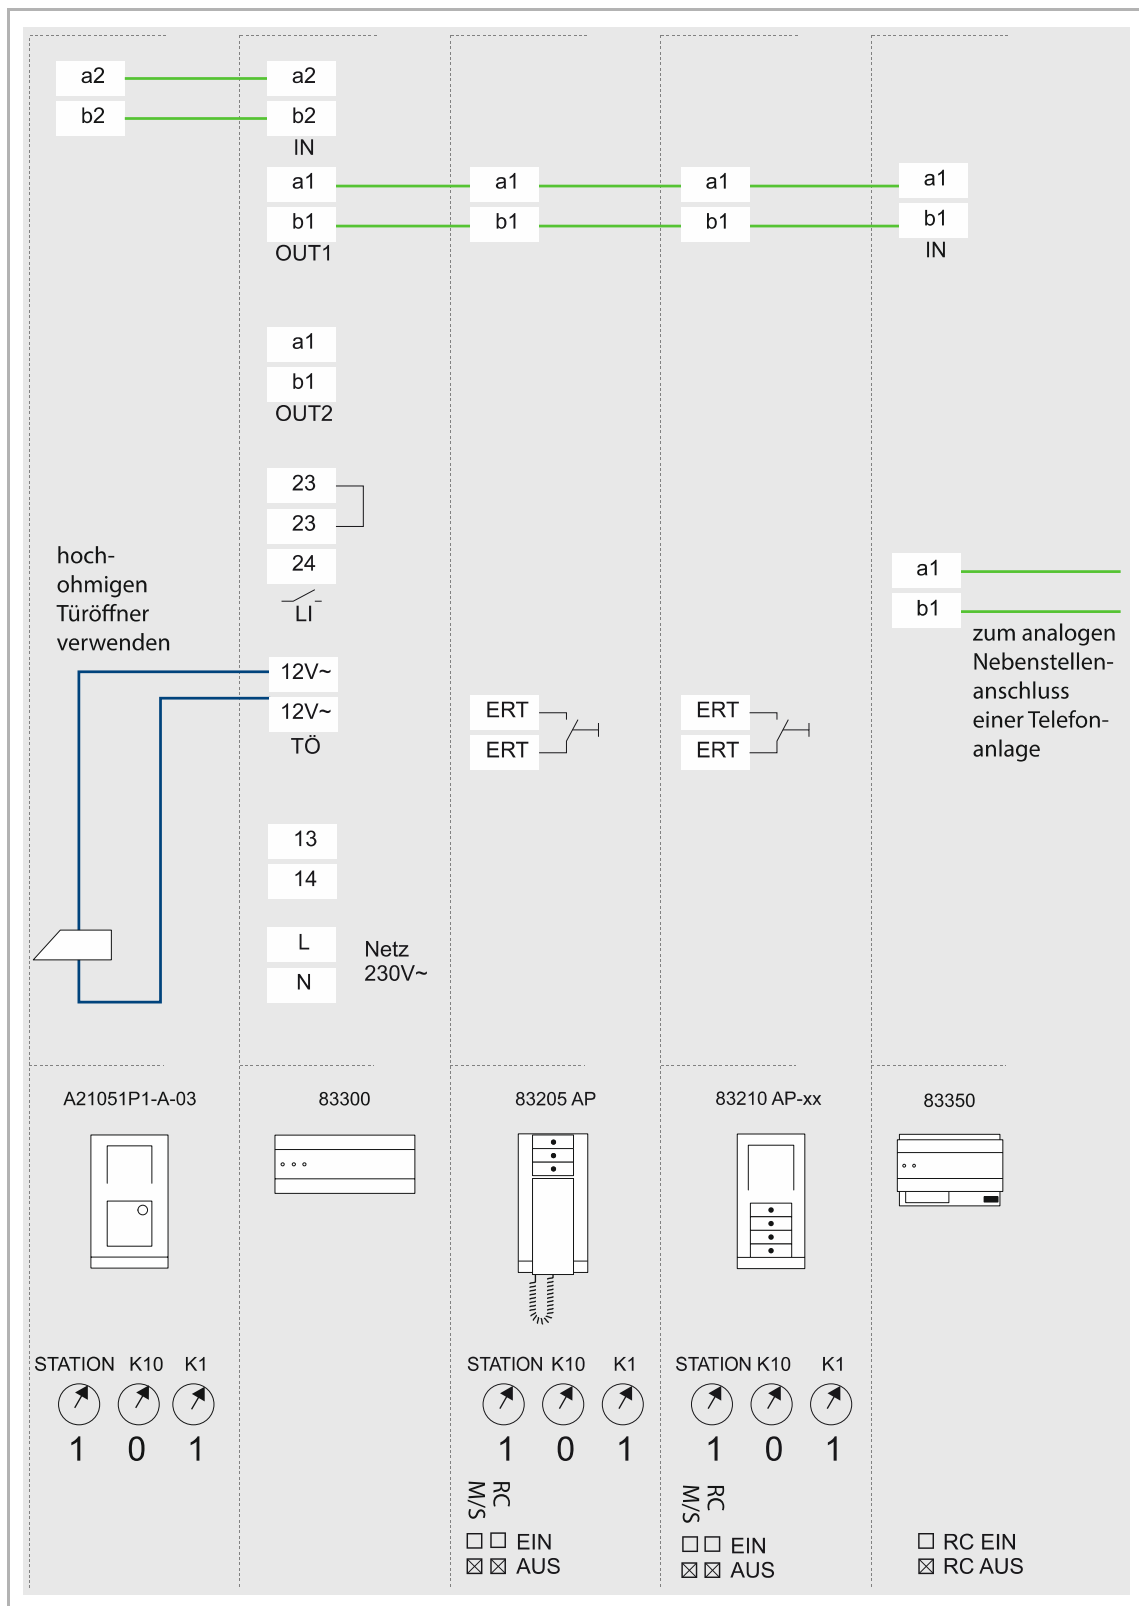 a2
b2
a2
b2
IN
a1
b1
OUT1
a1
b1
a1
b1
a1
b1
IN
a1
b1
OUT2
23
23
24
LI
hoch-
ohmigen
Türöffner
verwenden
12V~
12V~
TÖ
ERT
ERT
ERT
ERT
a1
b1
zum analogen
Nebenstellen-
anschluss
einer Telefon-
anlage
13
14
L
N
Netz
230V~
A21051P1-A-03
83300
83205 AP
83210 AP-xx
83350
STATION K10 K1
1 0 1
STATION K10 K1
1 0 1
M/S RC
EIN
AUS
STATION K10 K1
1 0 1
M/S RC
EIN
AUS
RC EIN
RC AUS